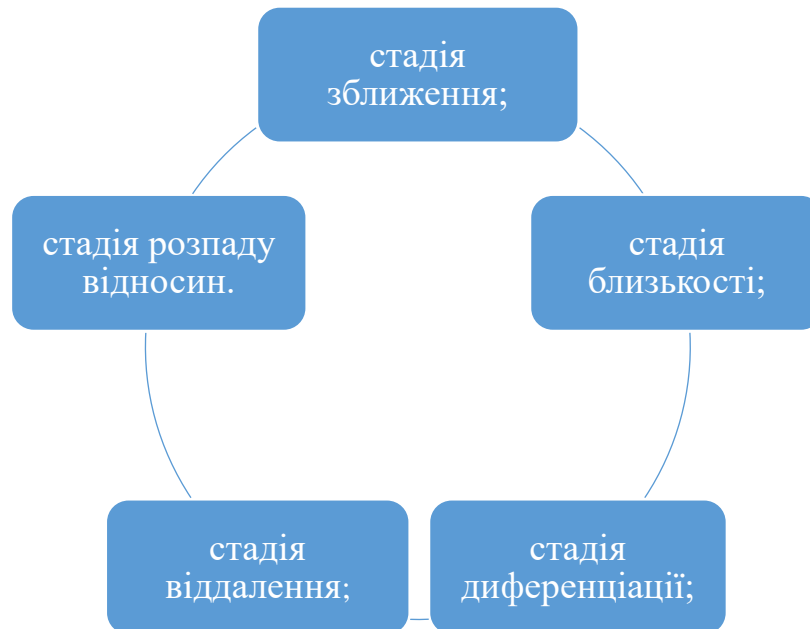 стадія
зближення;
стадія
близькості;
стадія
диференціації;
стадія
віддалення;
стадія розпаду
відносин.